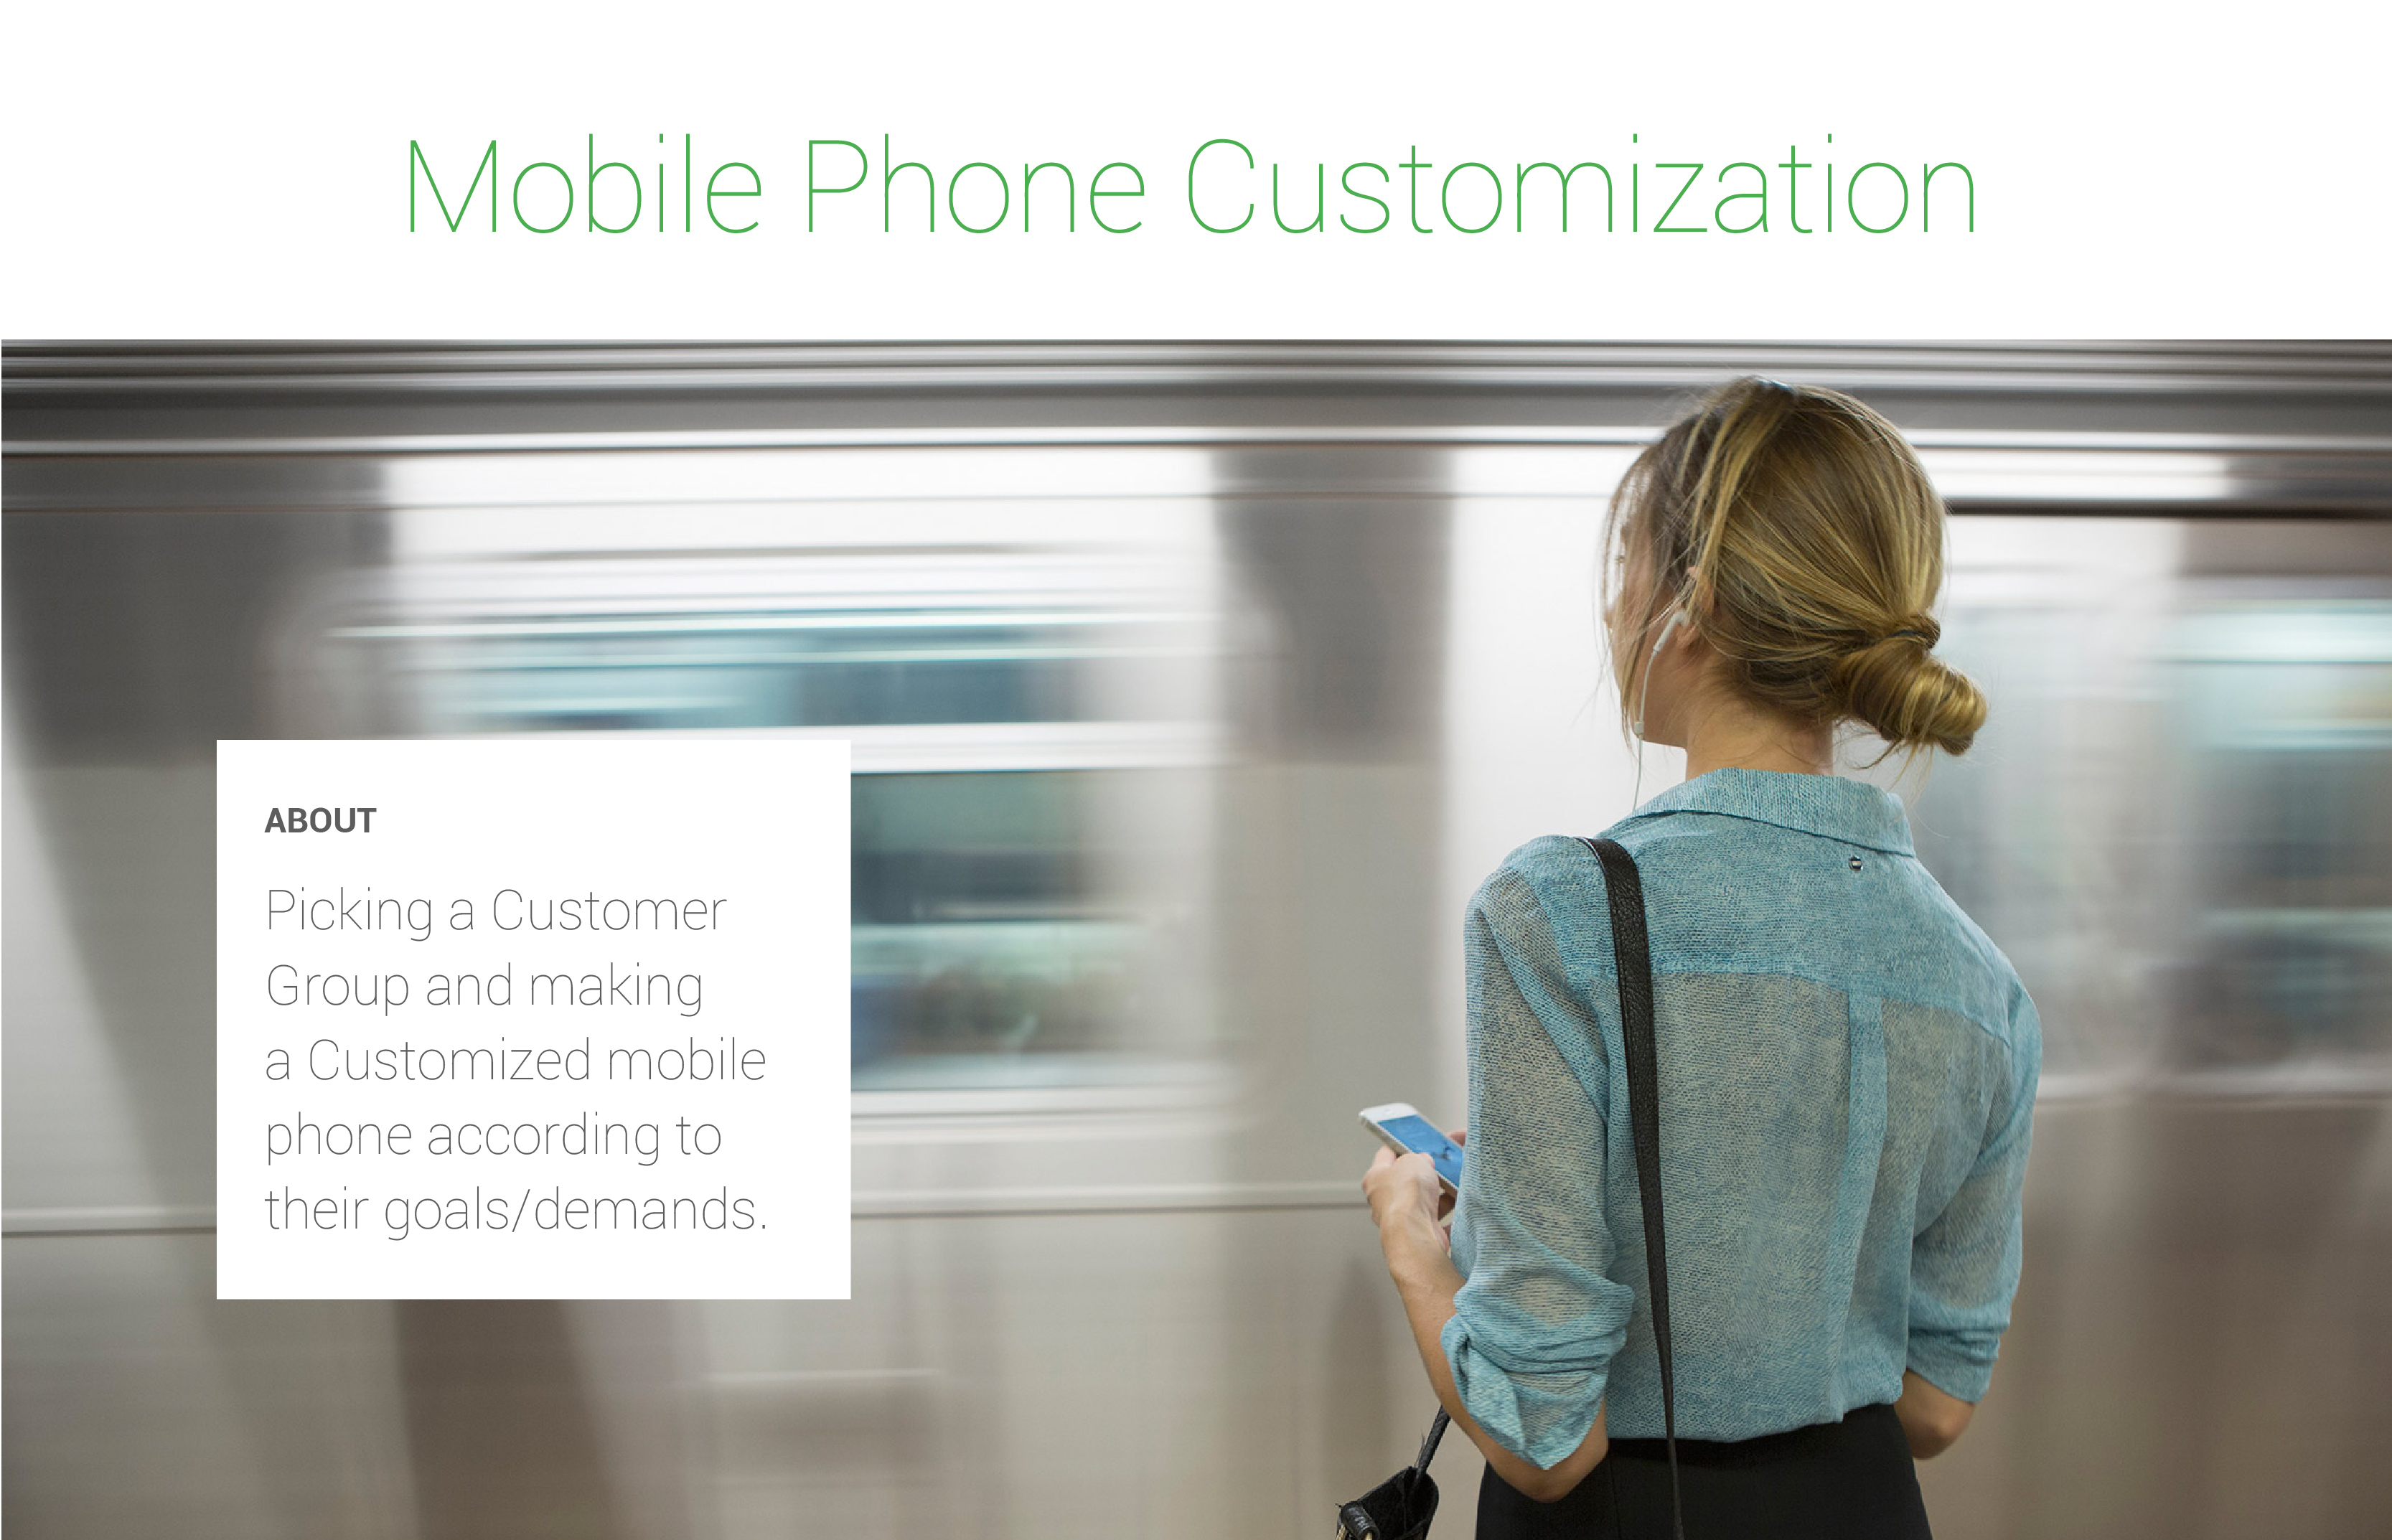 Mobile Phone Customization
ABOUT
Picking a Customer
Group and making
a Customized mobile
phone according to
their goals/demands.